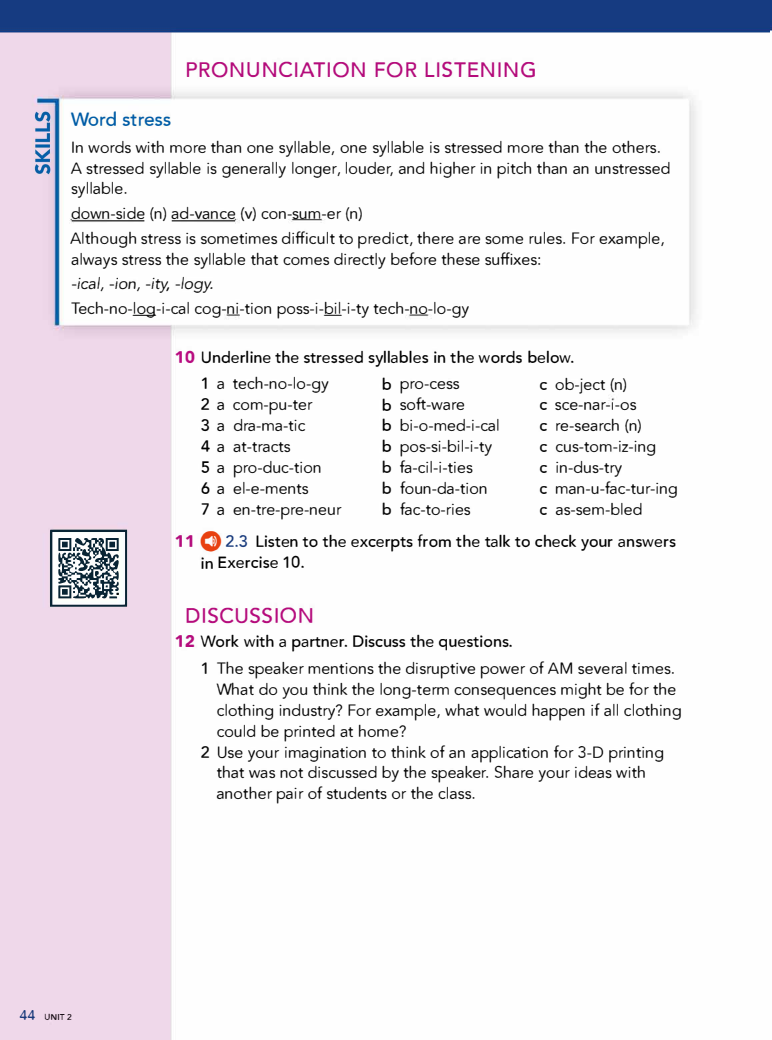 PRONUNCIATION FOR LISTENING
SKILLS
Word stress
In words with more than one syllable, one syllable is stressed more than the others.
A stressed syllable is generally longer, louder, and higher in pitch than an unstressed
syllable.
down-side (n) ad-vance (v) con-sum-er (n)
Although stress is sometimes difficult to predict, there are some rules. For example,
always stress the syllable that comes directly before these suffixes:
-ical, -ion, -ity, -logy.
Tech-no-log-i-cal cog-ni-tion poss-i-bil-i-ty tech-no-lo-gy
10 Underline the stressed syllables in the words below.
1 a tech-no-lo-gy b pro-cess c ob-ject (n)
2 a com-pu-ter b soft-ware c sce-nar-i-os
3 a dra-ma-tic b bi-o-med-i-cal c re-search (n)
4 a at-tracts b pos-si-bil-i-ty c cus-tom-iz-ing
5 a pro-duc-tion b fa-cil-i-ties c in-dus-try
6 a el-e-ments b foun-da-tion c man-u-fac-tur-ing
7 a en-tre-pre-neur b fac-to-ries c as-sem-bled
11 2.3 Listen to the excerpts from the talk to check your answers
in Exercise 10.
DISCUSSION
12 Work with a partner. Discuss the questions.
1 The speaker mentions the disruptive power of AM several times.
What do you think the long-term consequences might be for the
clothing industry? For example, what would happen if all clothing
could be printed at home?
2 Use your imagination to think of an application for 3-D printing
that was not discussed by the speaker. Share your ideas with
another pair of students or the class.
44 UNIT 2